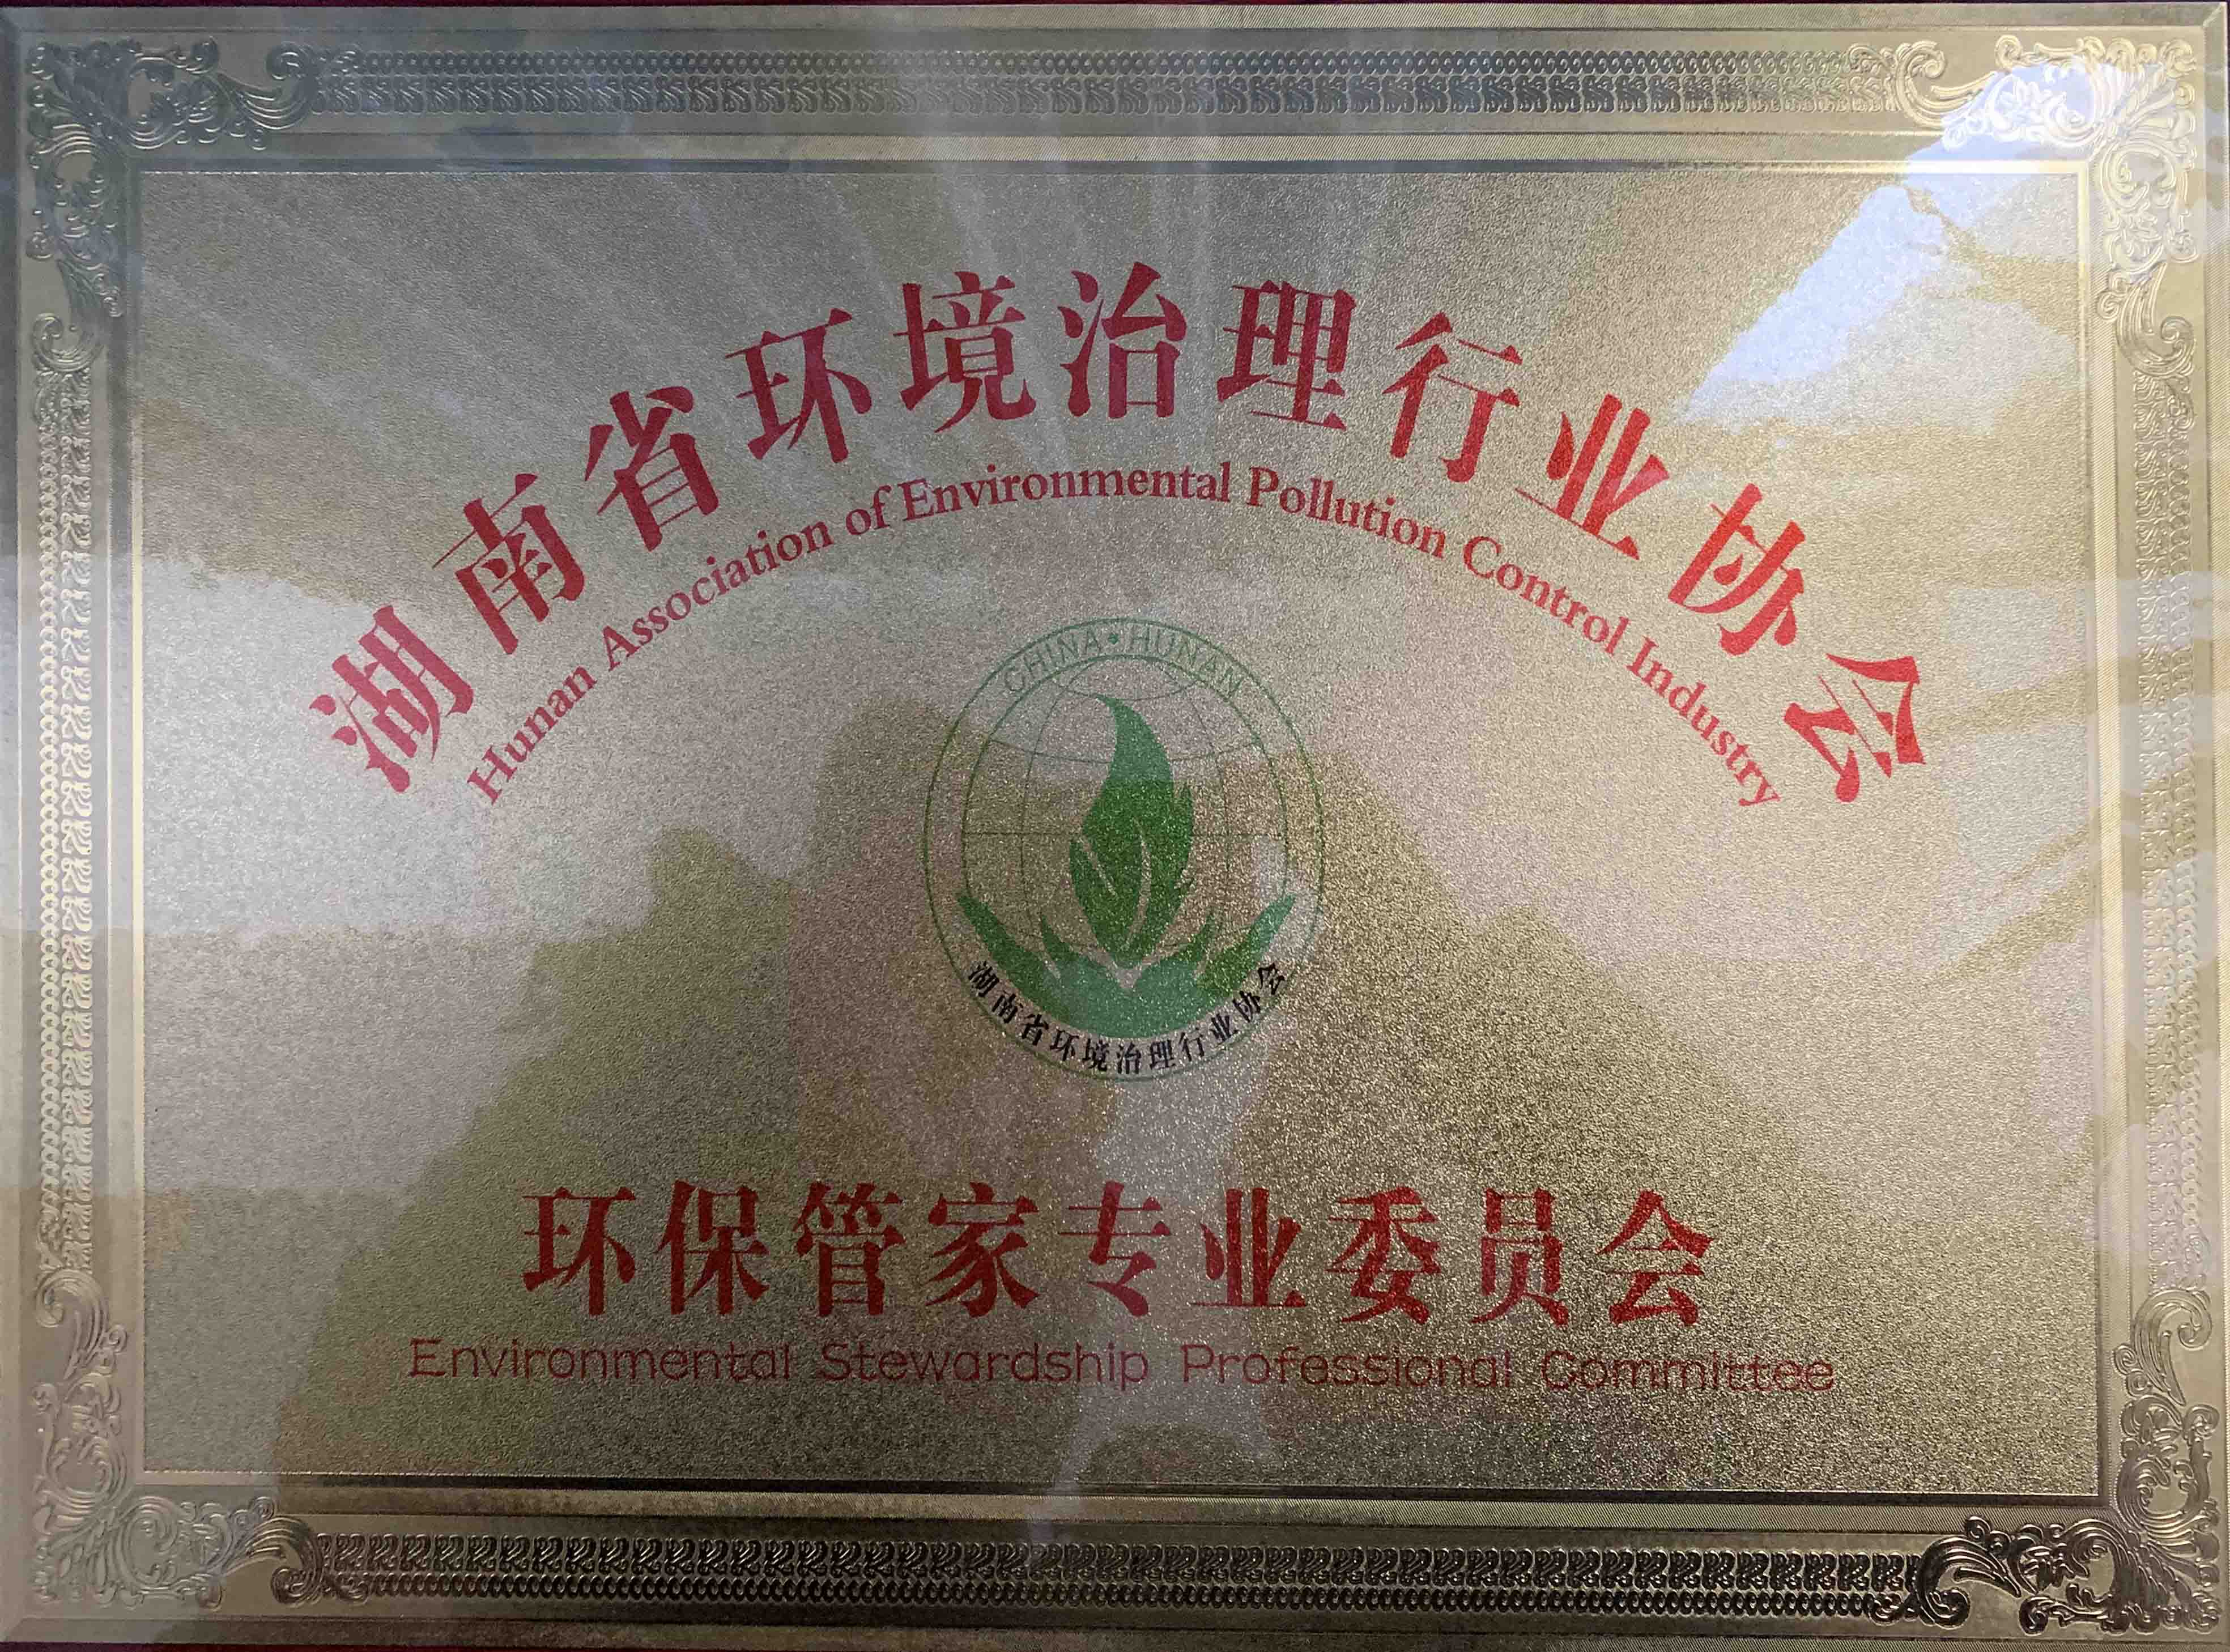 湖南省环境治理行业协会
Hunan Association of Environmental Pollution Control Industry
CHINA·HUNAN
湖南省环境治理行业协会
环保管家专业委员会
Environmental Stewardship Professional Committee